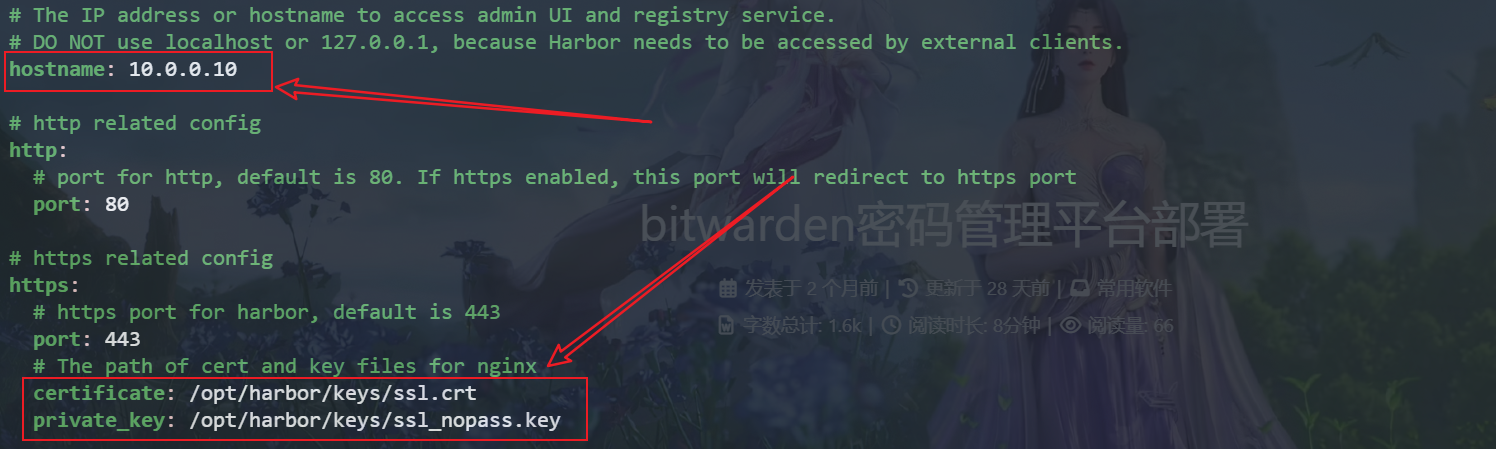 # The IP address or hostname to access admin UI and registry service.
# DO NOT use localhost or 127.0.0.1, because Harbor needs to be accessed by external clients.
hostname: 10.0.0.10
# http related config
http:
  # port for http, default is 80. If https enabled, this port will redirect to https port
  port: 80
bitwarden密码管理平台部署
# https related config
https:
发表于 2 个月前 | 更新于 28 天前 | 常用软件
  # https port for harbor, default is 443
字数总计: 1.6k | 阅读时长: 8分钟 | 阅读量: 66
  port: 443
  # The path of cert and key files for nginx
  certificate: /opt/harbor/keys/ssl.crt
  private_key: /opt/harbor/keys/ssl_nopass.key